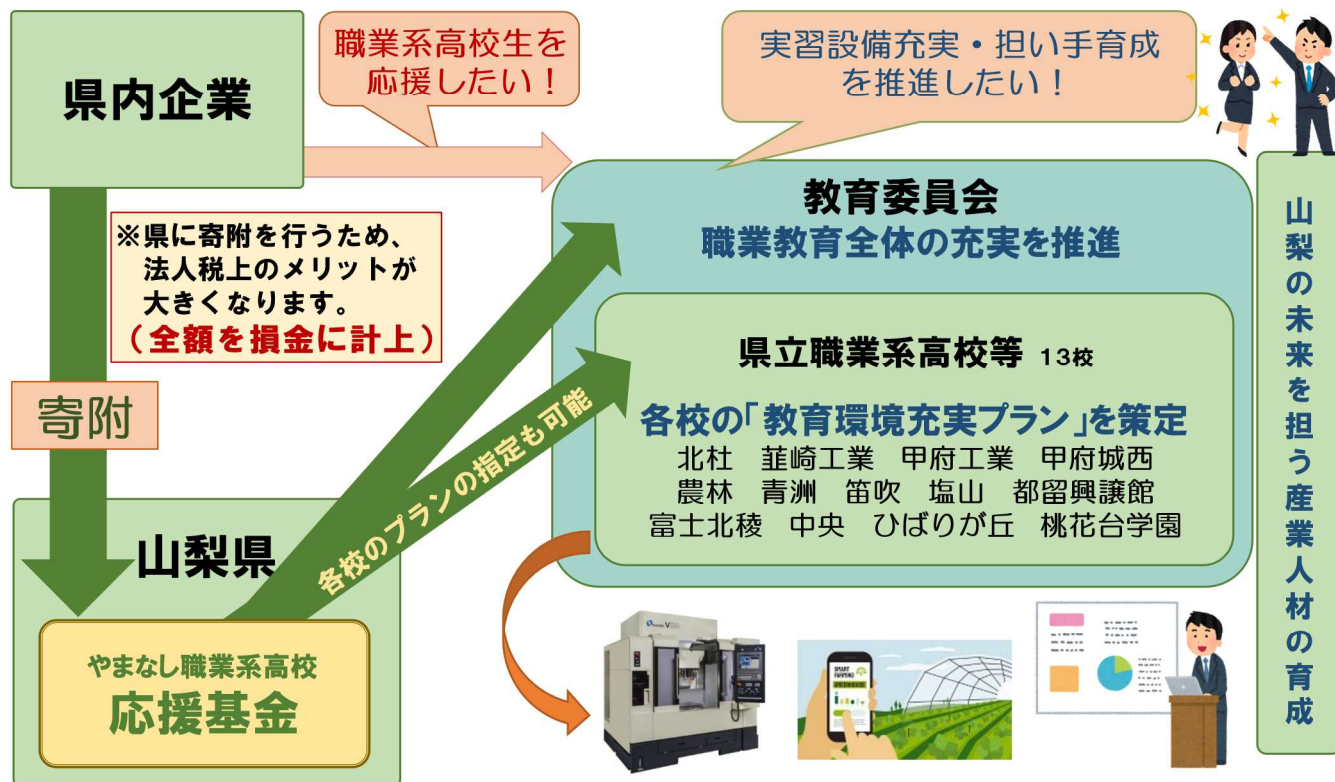 県内企業
職業系高校生を
応援したい！
実習設備充実・担い手育成
を推進したい！
※県に寄附を行うため、
法人税上のメリットが
大きくなります。
（全額を損金に計上）
寄附
教育委員会
職業教育全体の充実を推進
県立職業系高校等 13校
各校の「教育環境充実プラン」を策定
北杜 韮崎工業 甲府工業 甲府城西
農林 青洲 笛吹 塩山 都留興譲館
富士北稜 中央 ひばりが丘 桃花台学園
各校のプランの指定も可能
山梨県
やまなし職業系高校
応援基金
SMART
FARMING
GREENHOUSE
山梨の未来を担う産業人材の育成